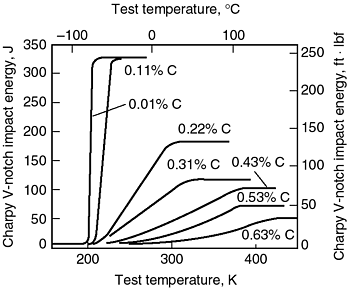 Test temperature, °C
−100 0 100
Charpy V-notch impact energy, J
350
300
250
200
150
100
50
0
0.11% C
0.01% C
0.22% C
0.31% C
0.43% C
0.53% C
0.63% C
250
200
150
100
50
0
Charpy V-notch impact energy, ft · lbf
200 300 400
Test temperature, K